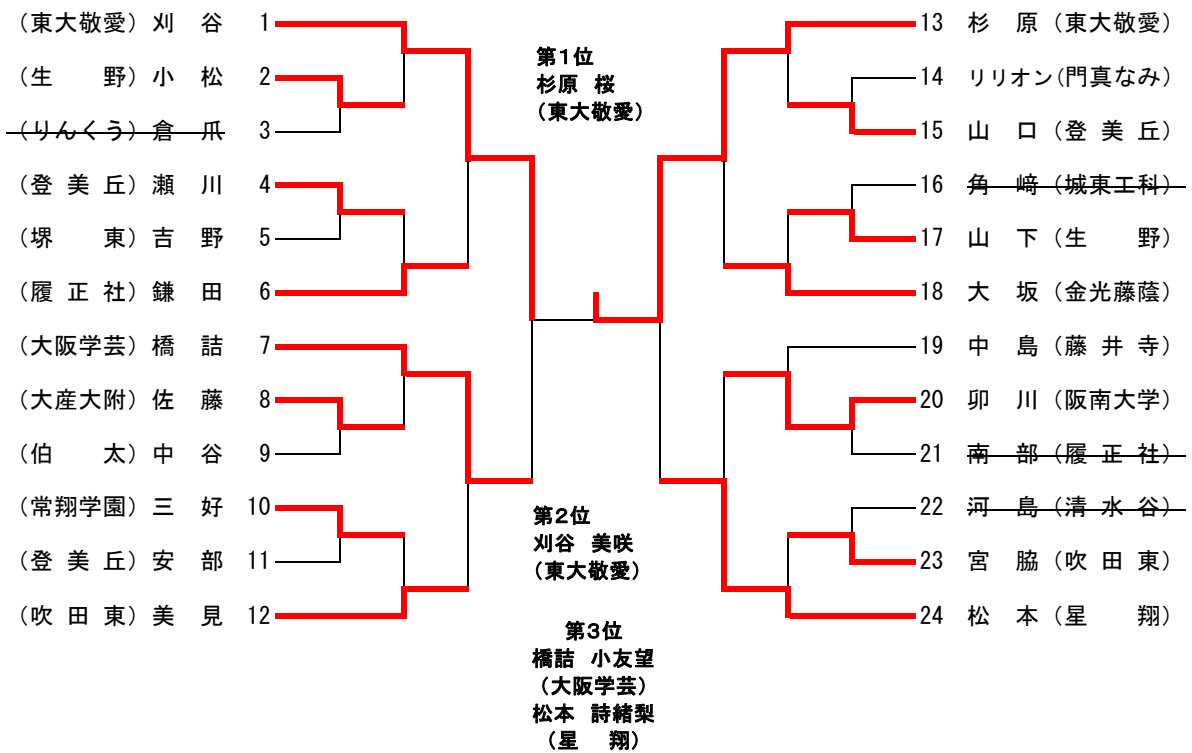 (東大敬愛) 刈 谷 1
(生 野) 小 松 2
(りんくう) 倉 爪 3
(登 美 丘) 瀬 川 4
(堺 東) 吉 野 5
(履 正 社) 鎌 田 6
(大阪学芸) 橋 詰 7
(大産大附) 佐 藤 8
(伯 太) 中 谷 9
(常翔学園) 三 好 10
(登 美 丘) 安 部 11
(吹 田 東) 美 見 12
第1位
杉原 桜
(東大敬愛)
第2位
刈谷 美咲
(東大敬愛)
第3位
橋詰 小友望
(大阪学芸)
松本 詩緒梨
(星 翔)
13 杉 原 (東大敬愛)
14 リリオン(門真なみ)
15 山 口 (登 美 丘)
16 角 﨑 (城東工科)
17 山 下 (生 野)
18 大 坂 (金光藤蔭)
19 中 島 (藤 井 寺)
20 卯 川 (阪南大学)
21 南 部 (履 正 社)
22 河 島 (清 水 谷)
23 宮 脇 (吹 田 東)
24 松 本 (星 翔)